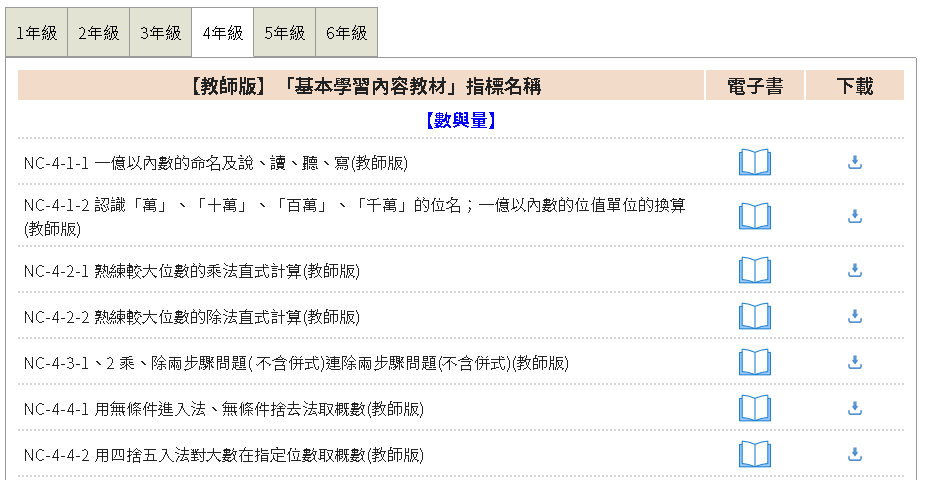 1年級 2年級 3年級 4年級 5年級 6年級
【教師版】「基本學習內容教材」指標名稱 電子書 下載
【數與量】
NC-4-1-1 一億以內數的命名及說、讀、聽、寫(教師版)
NC-4-1-2 認識「萬」、「十萬」、「百萬」、「千萬」的位名；一億以內數的位值單位的換算
(教師版)
NC-4-2-1 熟練較大位數的乘法直式計算(教師版)
NC-4-2-2 熟練較大位數的除法直式計算(教師版)
NC-4-3-1、2 乘、除兩步驟問題( 不含併式)連除兩步驟問題(不含併式)(教師版)
NC-4-4-1 用無條件進入法、無條件捨去法取概數(教師版)
NC-4-4-2 用四捨五入法對大數在指定位數取概數(教師版)